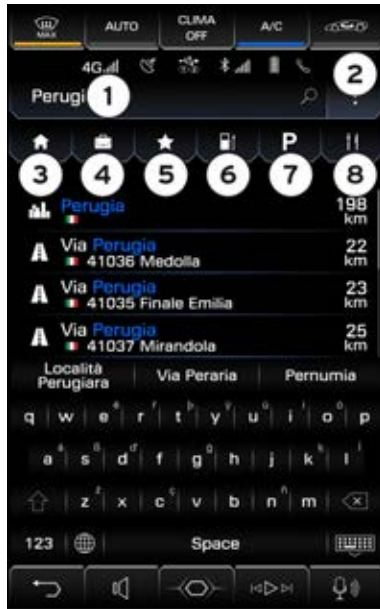 MAX
AUTO
CLIMA
OFF
A/C
4G
Perugi
1
2
P
3
4
5
6
7
8
Perugia
198
km
Via Perugia
22
41036 Medolla
km
Via Perugia
23
41035 Finale Emilia
km
Via Perugia
25
41037 Mirandola
km
Località
Perugiara
Via Peraria
Pernumia
q w e r t y u i o p
a s d f g h j k l
z x c v b n m
123
Space